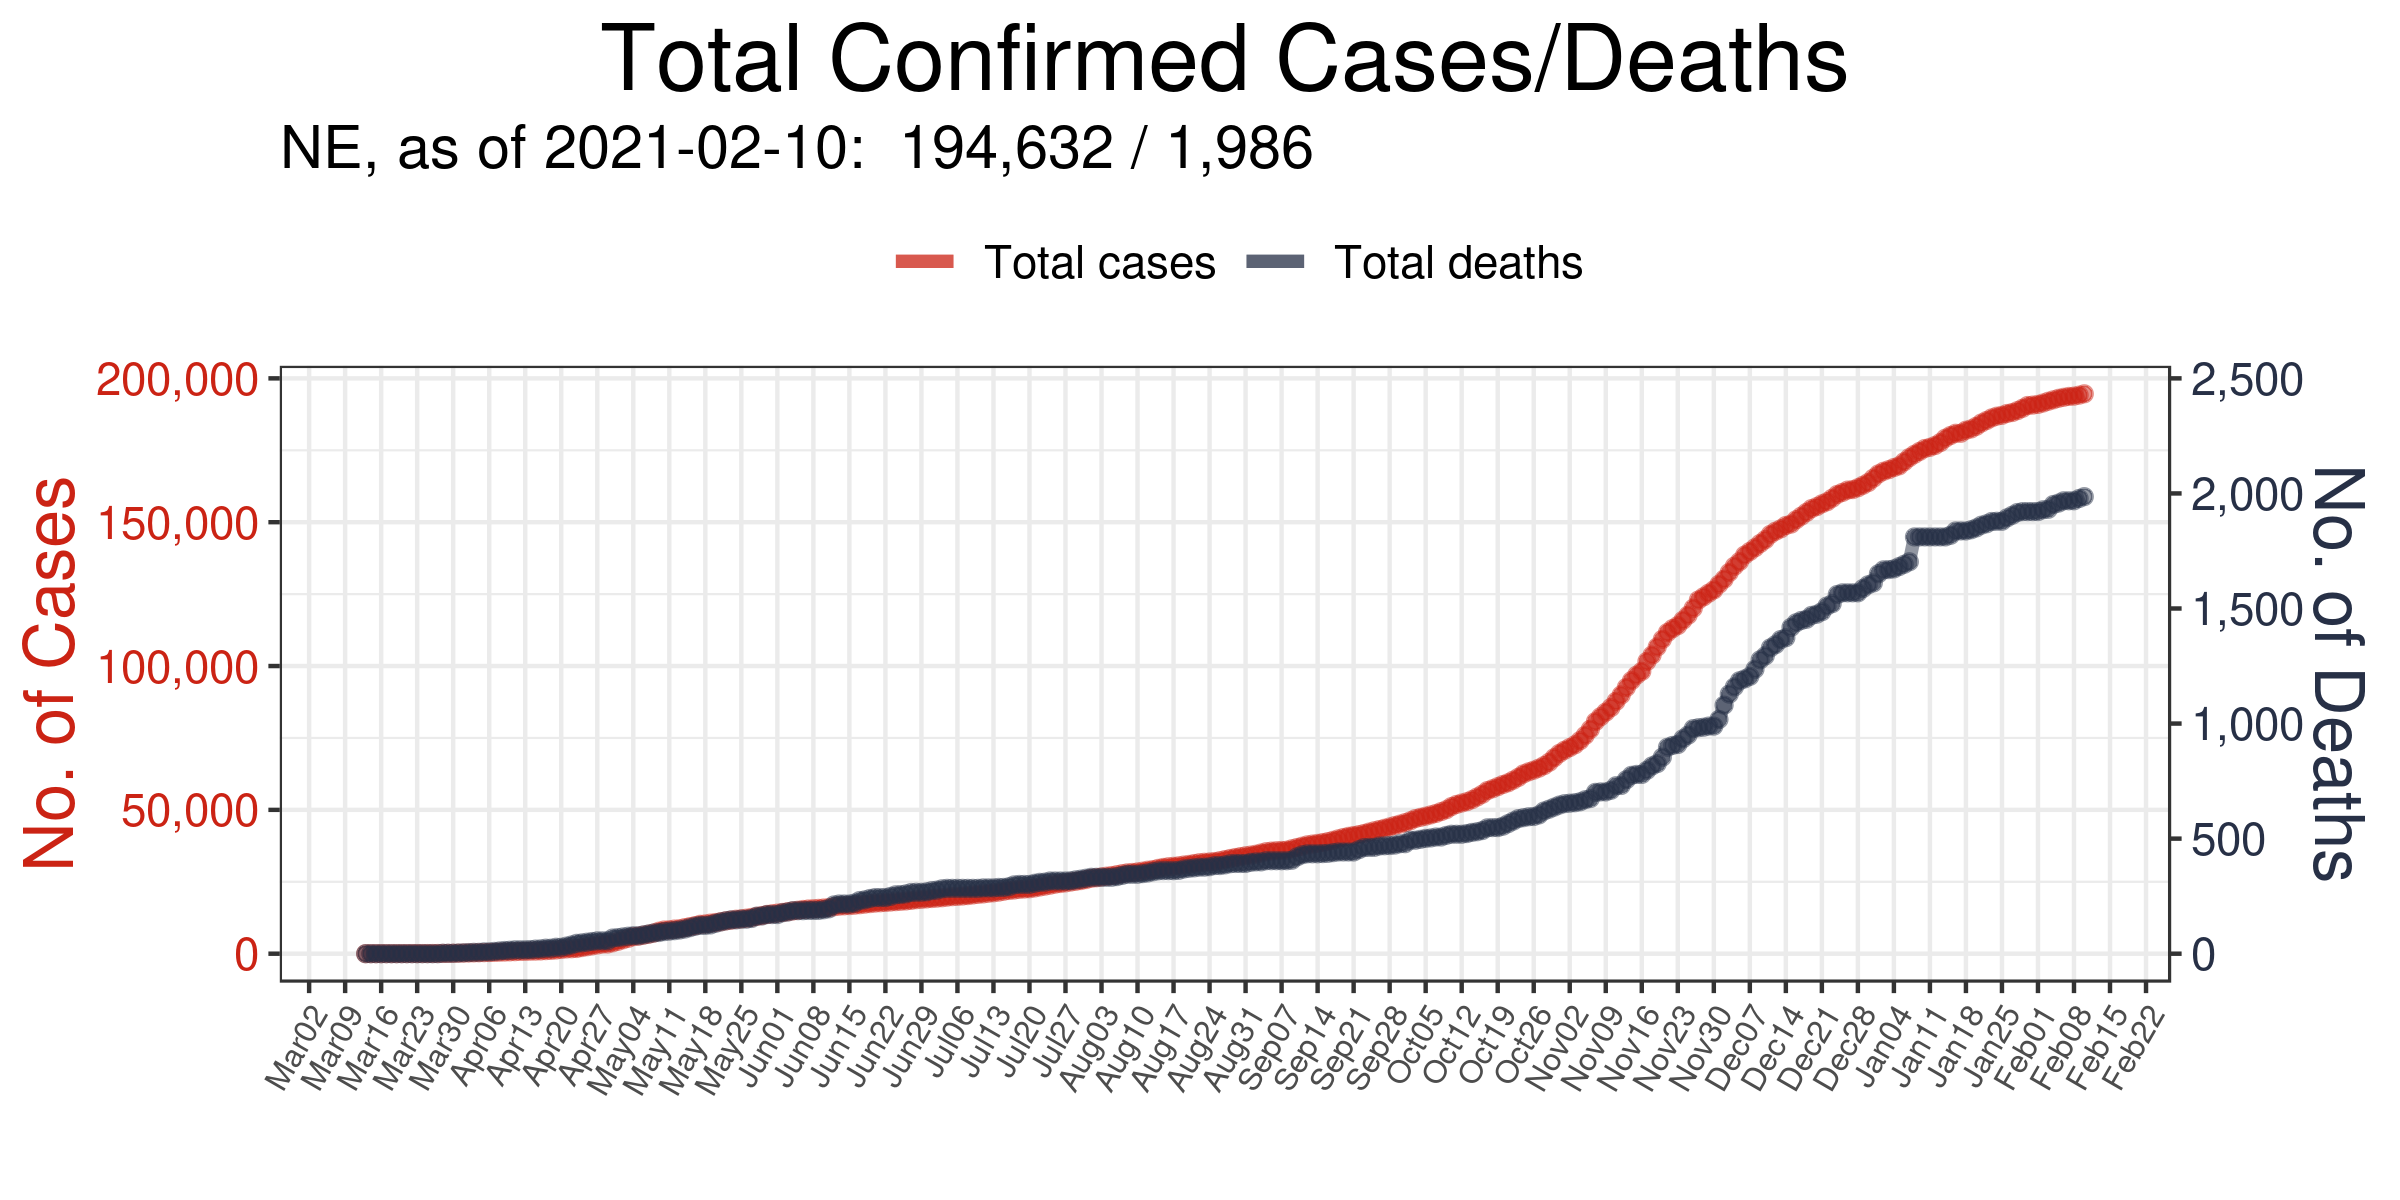 Total Confirmed Cases/Deaths
NE, as of 2021-02-10:  194,632 / 1,986
Total cases
Total deaths
No. of Cases
200,000
150,000
100,000
50,000
0
2,500
2,000
1,500
1,000
500
0
No. of Deaths
Mar02
Mar09
Mar16
Mar23
Mar30
Apr06
Apr13
Apr20
Apr27
May04
May11
May18
May25
Jun01
Jun08
Jun15
Jun22
Jun29
Jul06
Jul13
Jul20
Jul27
Aug03
Aug10
Aug17
Aug24
Aug31
Sep07
Sep14
Sep21
Sep28
Oct05
Oct12
Oct19
Oct26
Nov02
Nov09
Nov16
Nov23
Nov30
Dec07
Dec14
Dec21
Dec28
Jan04
Jan11
Jan18
Jan25
Feb01
Feb08
Feb15
Feb22